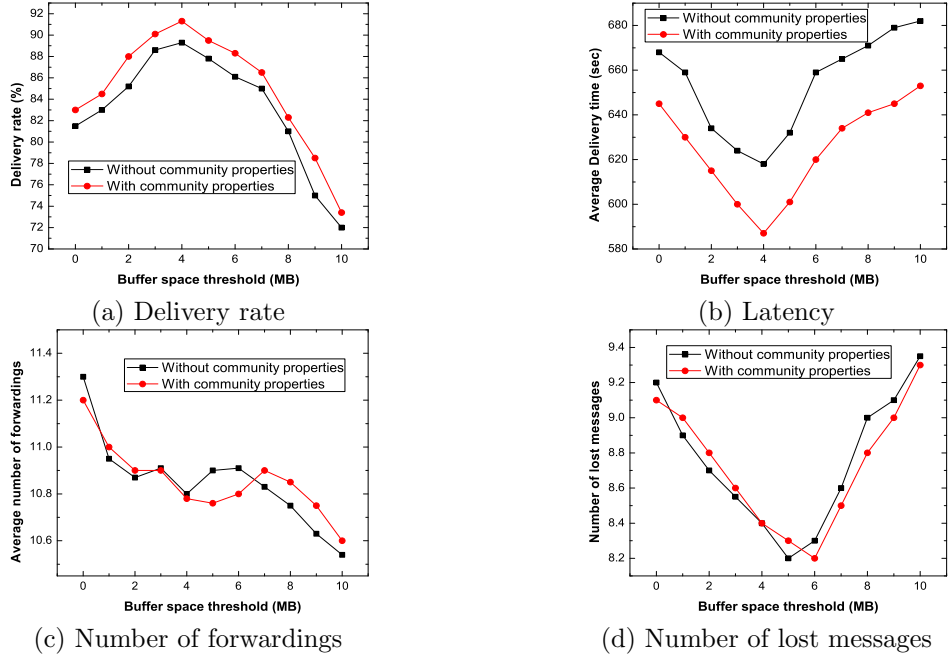 92
90
88
86
84
82
80
78
76
74
72
70
Delivery rate (%)
Without community properties
With community properties
0 2 4 6 8 10
Buffer space threshold (MB)
(a) Delivery rate
680
660
640
620
600
580
Average Delivery time (sec)
Without community properties
With community properties
0 2 4 6 8 10
Buffer space threshold (MB)
(b) Latency
11.4
11.2
11.0
10.8
10.6
Average number of forwardings
Without community properties
With community properties
0 2 4 6 8 10
Buffer space threshold (MB)
(c) Number of forwardings
9.4
9.2
9.0
8.8
8.6
8.4
8.2
Number of lost messages
Without community properties
With community properties
0 2 4 6 8 10
Buffer space threshold (MB)
(d) Number of lost messages